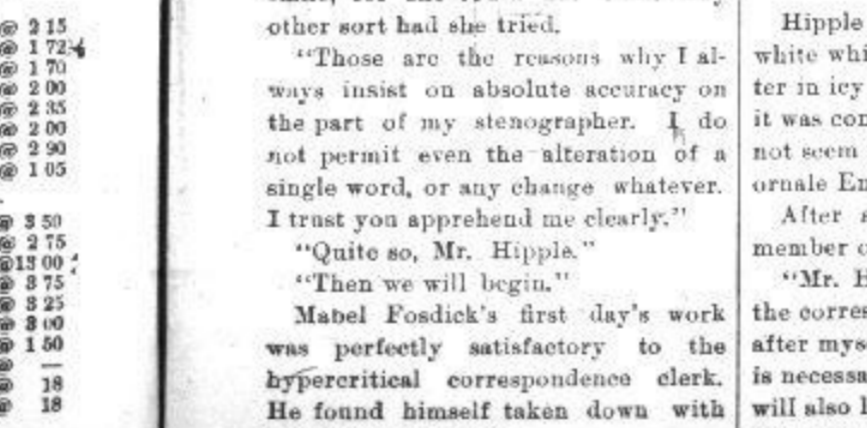 @ 2 15
@ 1 72
@ 1 70
@ 2 00
@ 2 35
@ 2 00
@ 2 90
@ 1 05
@ 3 50
@ 2 75
@13 00
@ 3 75
@ 3 25
@ 3 00
@ 1 50
@ —
@ 18
@ 18
other sort had she tried.
"Those are the reasons why I al-
ways insist on absolute accuracy on
the part of my stenographer. I do
not permit even the alteration of a
single word, or any change whatever.
I trust you apprehend me clearly."
"Quite so, Mr. Hipple."
"Then we will begin."
Mabel Fosdick's first day's work
was perfectly satisfactory to the
hypercritical correspondence clerk.
He found himself taken down with
Hipple
white whi
ter in icy
it was con
not seem
ornale En
After
member
"Mr. H
the corres
after myse
is necessa
will also